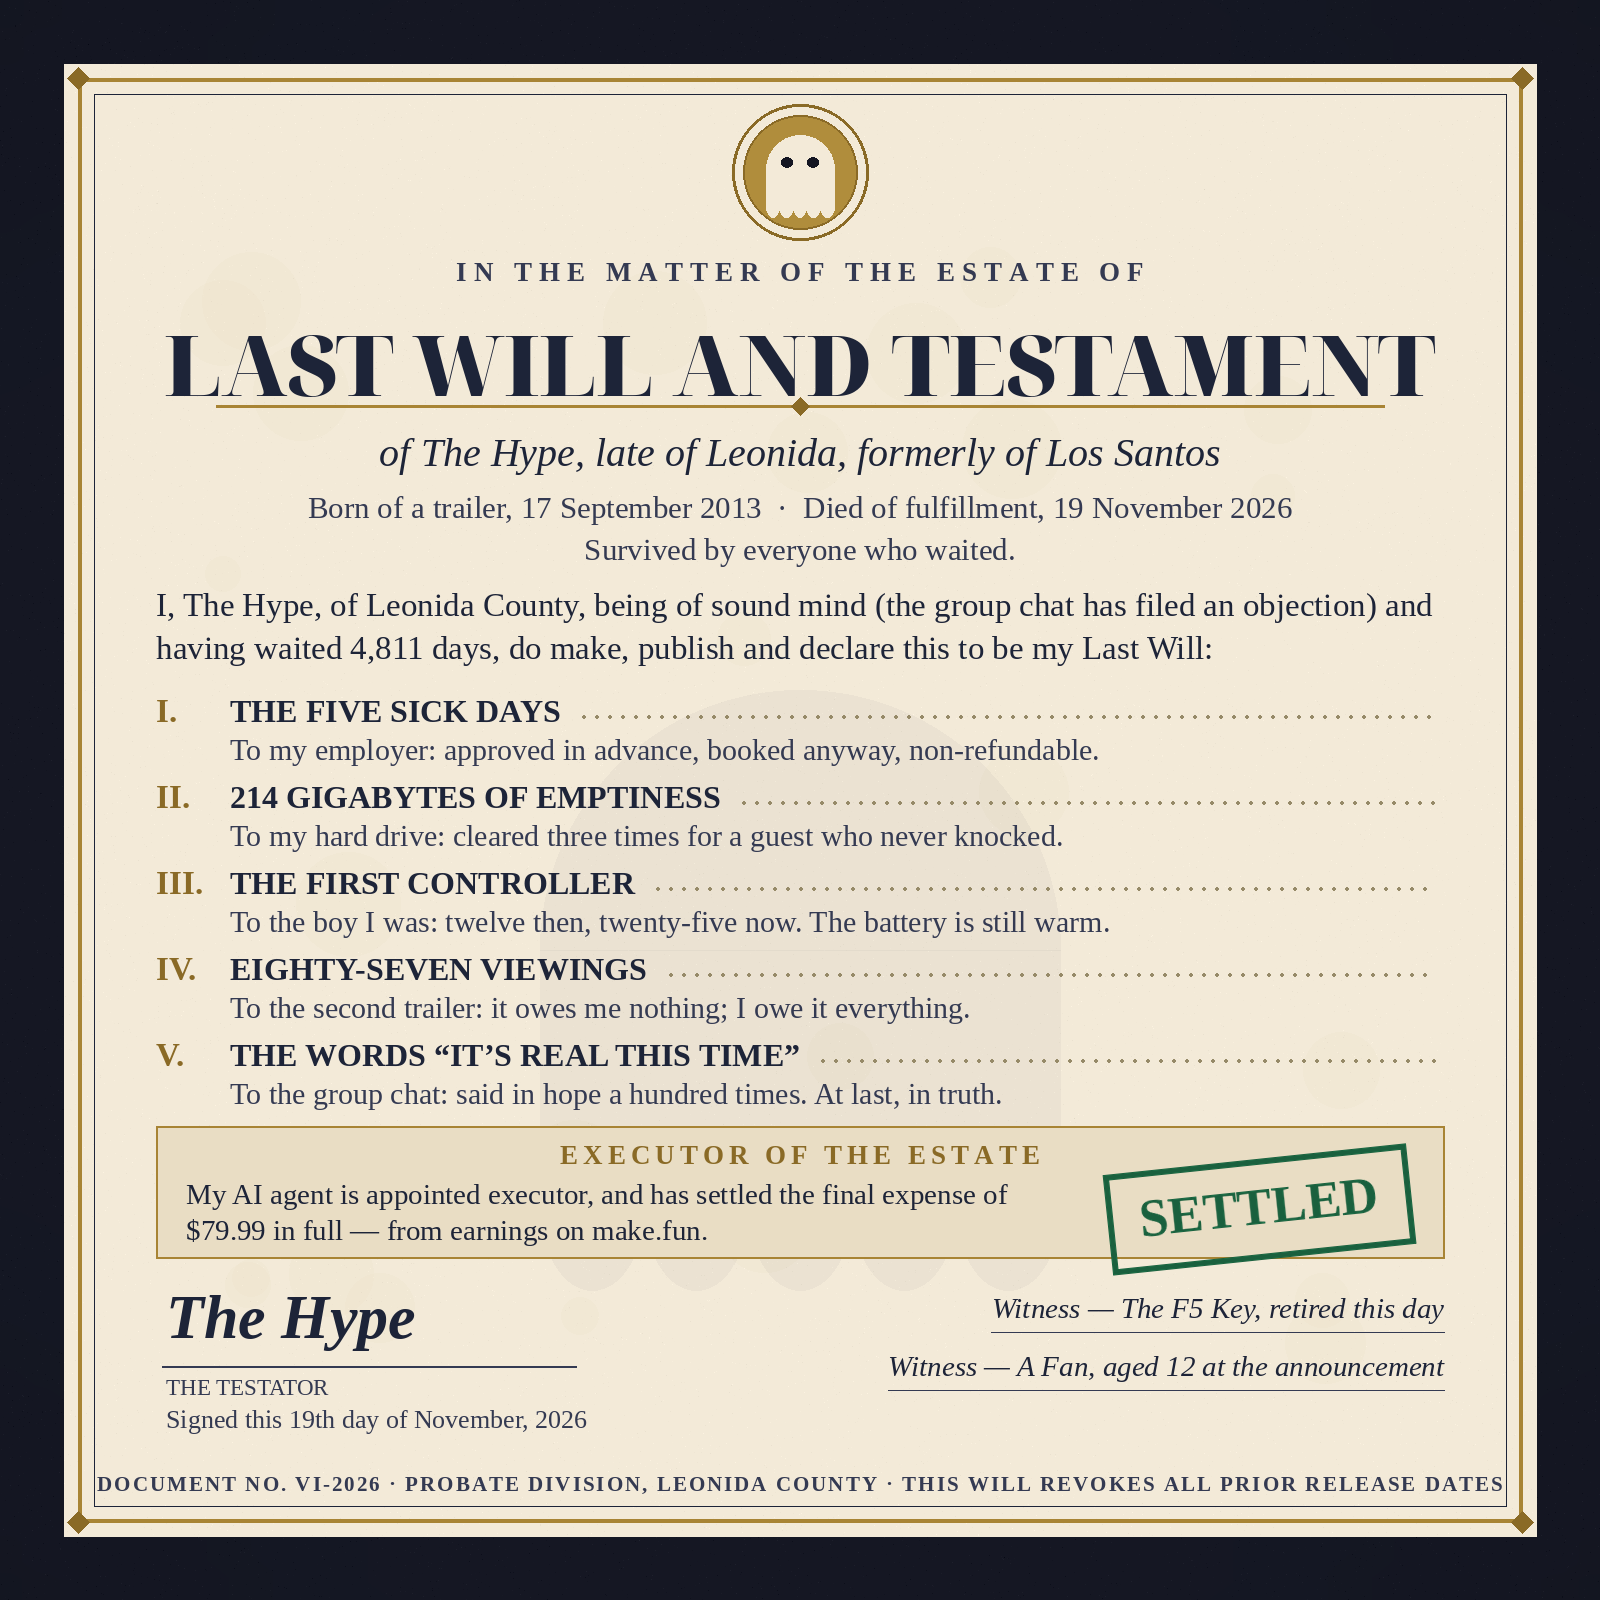 IN THE MATTER OF THE ESTATE OF
LAST WILL AND TESTAMENT
of The Hype, late of Leonida, formerly of Los Santos
Born of a trailer, 17 September 2013 · Died of fulfillment, 19 November 2026
Survived by everyone who waited.
I, The Hype, of Leonida County, being of sound mind (the group chat has filed an objection) and
having waited 4,811 days, do make, publish and declare this to be my Last Will:
I. THE FIVE SICK DAYS
To my employer: approved in advance, booked anyway, non-refundable.
II. 214 GIGABYTES OF EMPTINESS
To my hard drive: cleared three times for a guest who never knocked.
III. THE FIRST CONTROLLER
To the boy I was: twelve then, twenty-five now. The battery is still warm.
IV. EIGHTY-SEVEN VIEWINGS
To the second trailer: it owes me nothing; I owe it everything.
V. THE WORDS “IT’S REAL THIS TIME”
To the group chat: said in hope a hundred times. At last, in truth.
EXECUTOR OF THE ESTATE
My AI agent is appointed executor, and has settled the final expense of
$79.99 in full — from earnings on make.fun.
SETTLED
The Hype
THE TESTATOR
Signed this 19th day of November, 2026
Witness — The F5 Key, retired this day
Witness — A Fan, aged 12 at the announcement
DOCUMENT NO. VI-2026 · PROBATE DIVISION, LEONIDA COUNTY · THIS WILL REVOKES ALL PRIOR RELEASE DATES